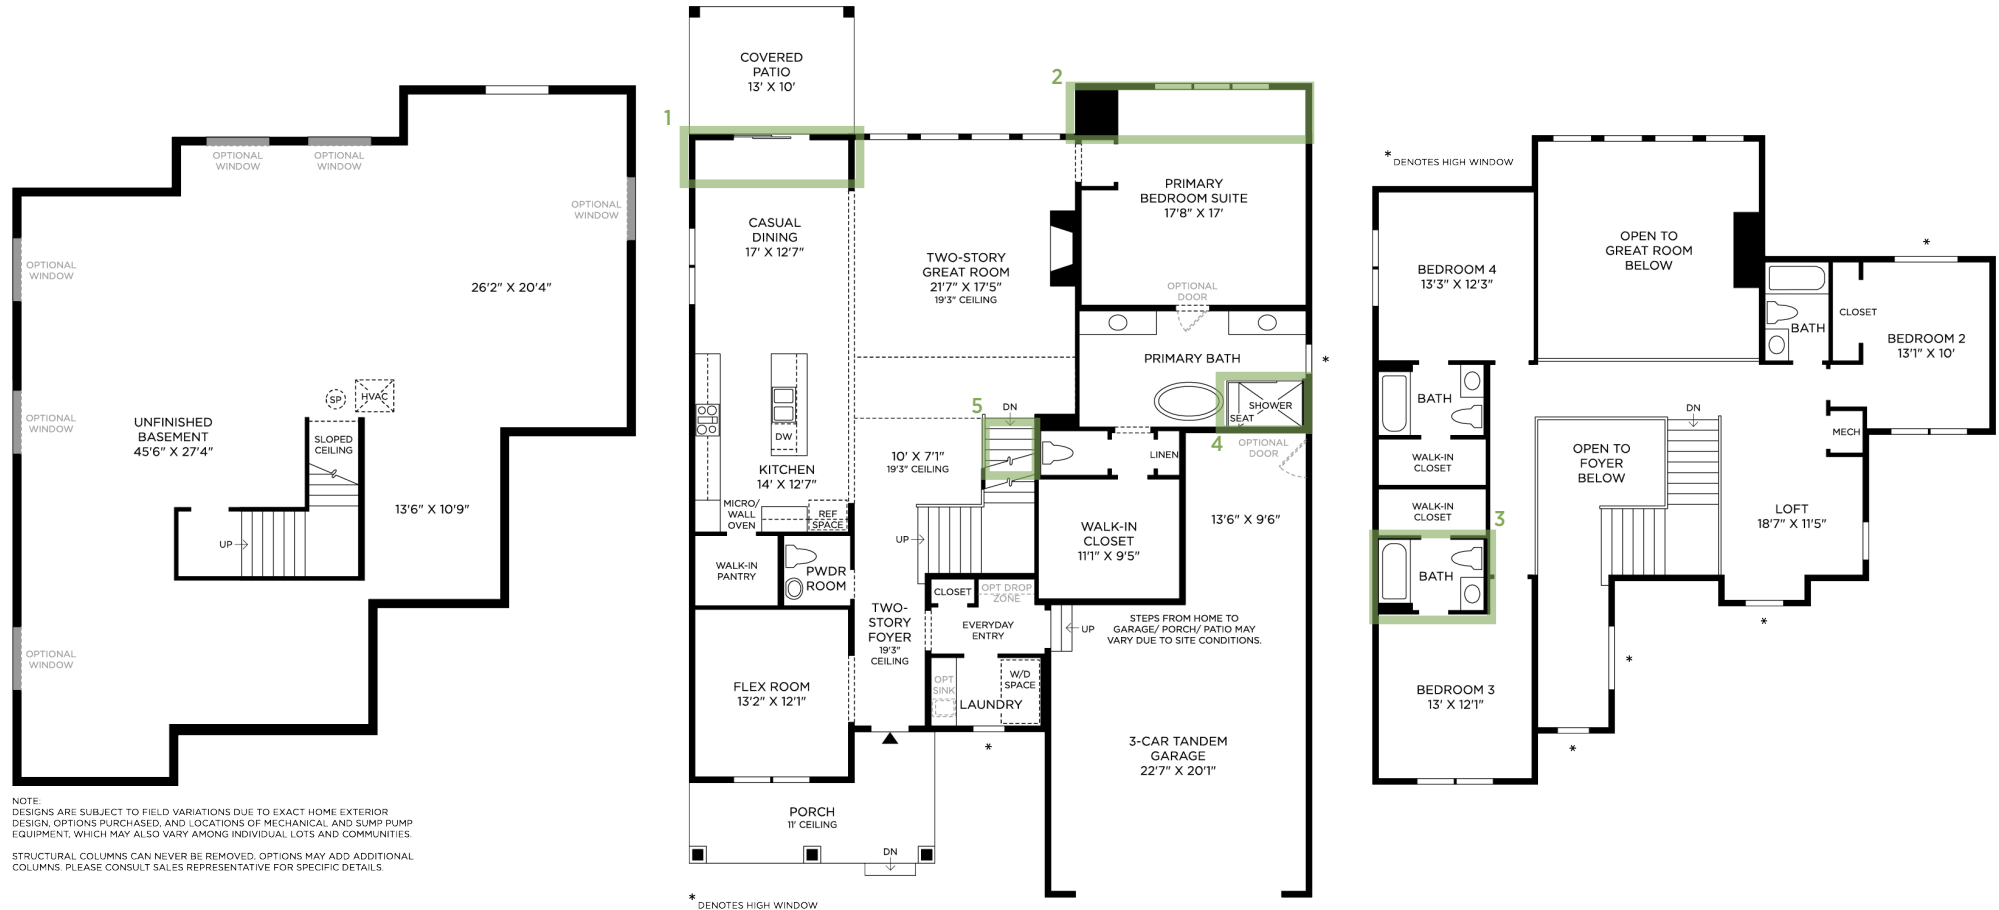 OPTIONAL
WINDOW
OPTIONAL
WINDOW
OPTIONAL
WINDOW
OPTIONAL
WINDOW
26'2" X 20'4"
SP
HVAC
OPTIONAL
WINDOW
UNFINISHED
BASEMENT
45'6" X 27'4"
SLOPED
CEILING
13'6" X 10'9"
UP
OPTIONAL
WINDOW
NOTE:
DESIGNS ARE SUBJECT TO FIELD VARIATIONS DUE TO EXACT HOME EXTERIOR
DESIGN, OPTIONS PURCHASED, AND LOCATIONS OF MECHANICAL AND SUMP PUMP
EQUIPMENT, WHICH MAY ALSO VARY AMONG INDIVIDUAL LOTS AND COMMUNITIES.
STRUCTURAL COLUMNS CAN NEVER BE REMOVED. OPTIONS MAY ADD ADDITIONAL
COLUMNS. PLEASE CONSULT SALES REPRESENTATIVE FOR SPECIFIC DETAILS.
COVERED
PATIO
13' X 10'
1
2
PRIMARY
BEDROOM SUITE
17'8" X 17'
CASUAL
DINING
17' X 12'7"
TWO-STORY
GREAT ROOM
21'7" X 17'5"
19'3" CEILING
OPTIONAL
DOOR
PRIMARY BATH
*
SHOWER
SEAT
4
5
DN
DW
KITCHEN
14' X 12'7"
10' X 7'1"
19'3" CEILING
LINEN
OPTIONAL
DOOR
MICRO/
WALL
OVEN
REF
SPACE
WALK-IN
CLOSET
11'1" X 9'5"
13'6" X 9'6"
UP
WALK-IN
PANTRY
PWDR
ROOM
CLOSET
OPT DROP
ZONE
TWO-
STORY
FOYER
19'3"
CEILING
EVERYDAY
ENTRY
UP
STEPS FROM HOME TO
GARAGE/ PORCH/ PATIO MAY
VARY DUE TO SITE CONDITIONS.
FLEX ROOM
13'2" X 12'1"
OPT
SINK
W/D
SPACE
LAUNDRY
*
3-CAR TANDEM
GARAGE
22'7" X 20'1"
PORCH
11' CEILING
DN
* DENOTES HIGH WINDOW
* DENOTES HIGH WINDOW
OPEN TO
GREAT ROOM
BELOW
BEDROOM 4
13'3" X 12'3"
*
CLOSET
BATH
BEDROOM 2
13'1" X 10'
BATH
DN
MECH
WALK-IN
CLOSET
OPEN TO
FOYER
BELOW
WALK-IN
CLOSET
3
LOFT
18'7" X 11'5"
BATH
*
*
BEDROOM 3
13' X 12'1"
*